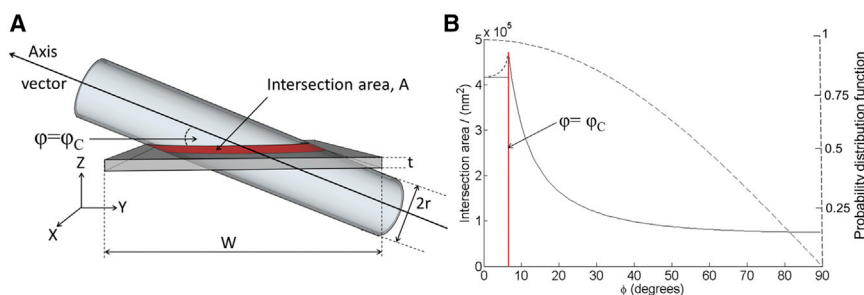 A
Axis
vector
Intersection area, A
φ=φC
Z
Y
X
t
2r
W
B
5 x 10^5
4
3
2
1
0
Intersection area / (nm²)
φ= φC
1
0.75
0.5
0.25
Probability distribution function
0 10 20 30 40 50 60 70 80 90
ϕ (degrees)